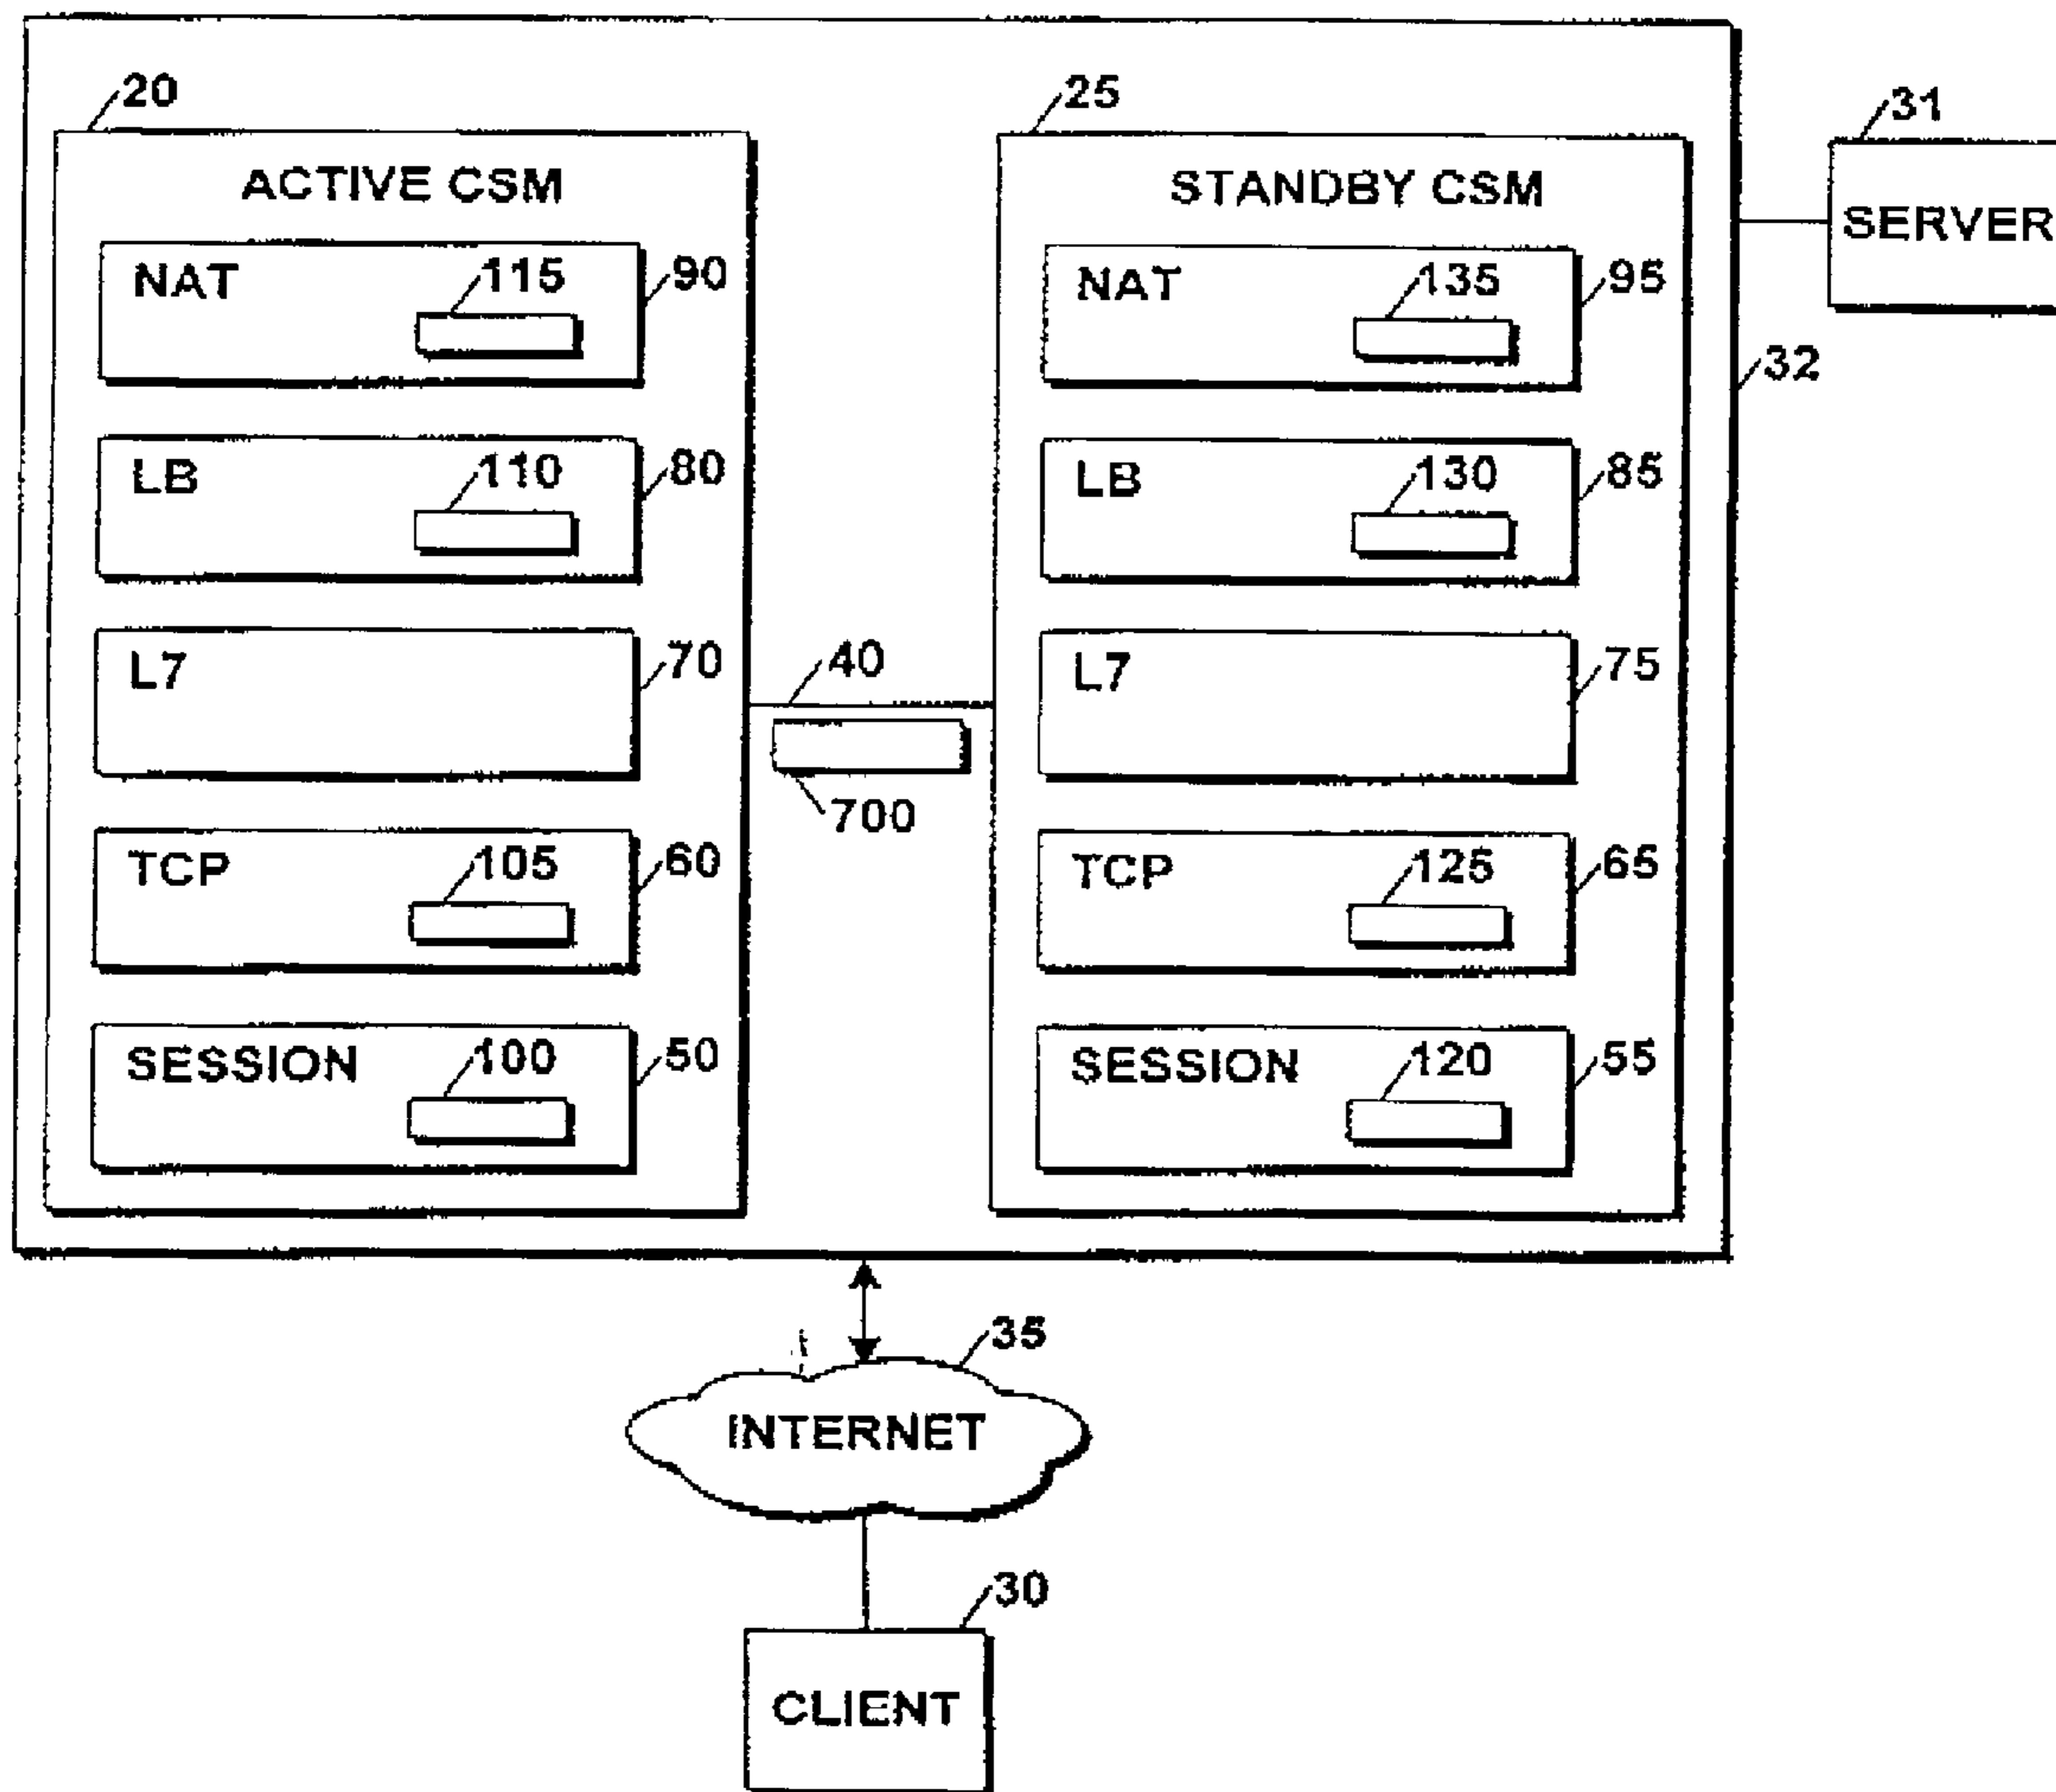 20
25
31
ACTIVE CSM
STANDBY CSM
SERVER
NAT
115
90
NAT
135
95
32
LB
110
80
LB
130
85
L7
70
40
L7
75
700
TCP
105
60
TCP
125
65
SESSION
100
50
SESSION
120
55
35
INTERNET
30
CLIENT